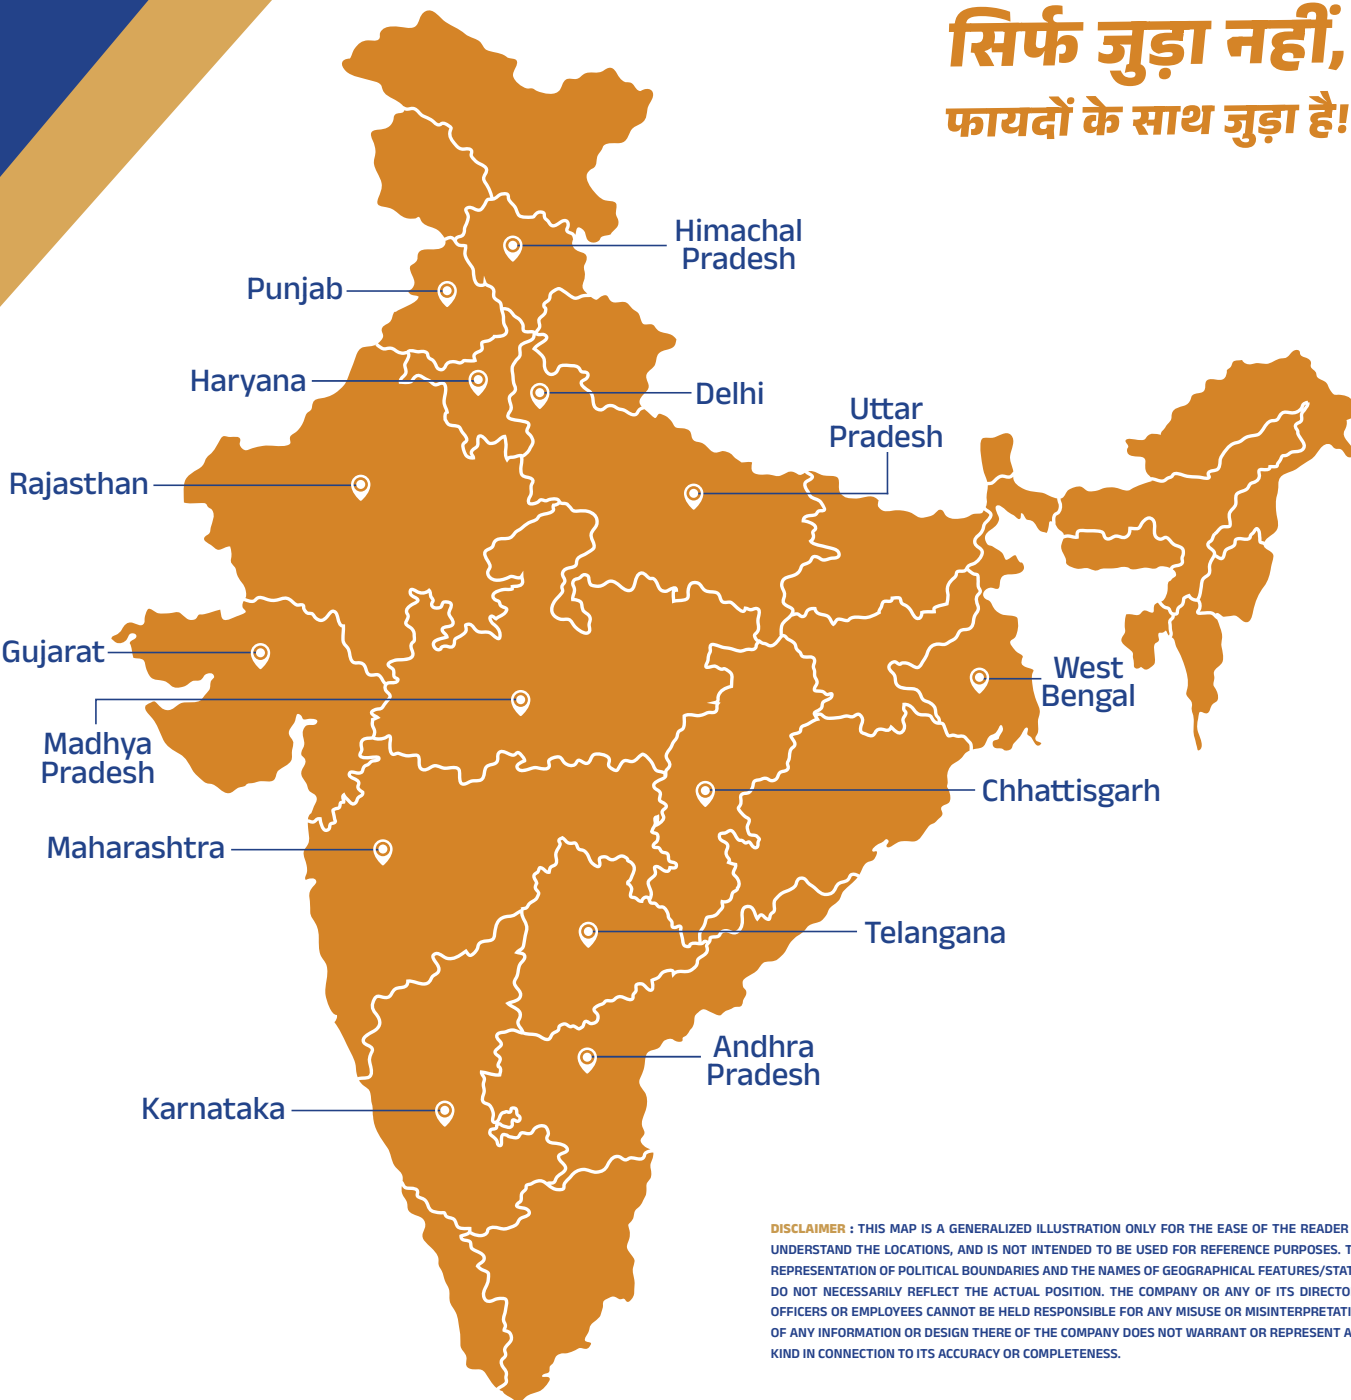 सिर्फ जुड़ा नहीं,
फायदों के साथ जुड़ा है!
Himachal
Pradesh
Punjab
Haryana
Delhi
Uttar
Pradesh
Rajasthan
Gujarat
West
Bengal
Madhya
Pradesh
Chhattisgarh
Maharashtra
Telangana
Andhra
Pradesh
Karnataka
DISCLAIMER : THIS MAP IS A GENERALIZED ILLUSTRATION ONLY FOR THE EASE OF THE READER
UNDERSTAND THE LOCATIONS, AND IS NOT INTENDED TO BE USED FOR REFERENCE PURPOSES. T
REPRESENTATION OF POLITICAL BOUNDARIES AND THE NAMES OF GEOGRAPHICAL FEATURES/STAT
DO NOT NECESSARILY REFLECT THE ACTUAL POSITION. THE COMPANY OR ANY OF ITS DIRECTO
OFFICERS OR EMPLOYEES CANNOT BE HELD RESPONSIBLE FOR ANY MISUSE OR MISINTERPRETATI
OF ANY INFORMATION OR DESIGN THERE OF THE COMPANY DOES NOT WARRANT OR REPRESENT A
KIND IN CONNECTION TO ITS ACCURACY OR COMPLETENESS.